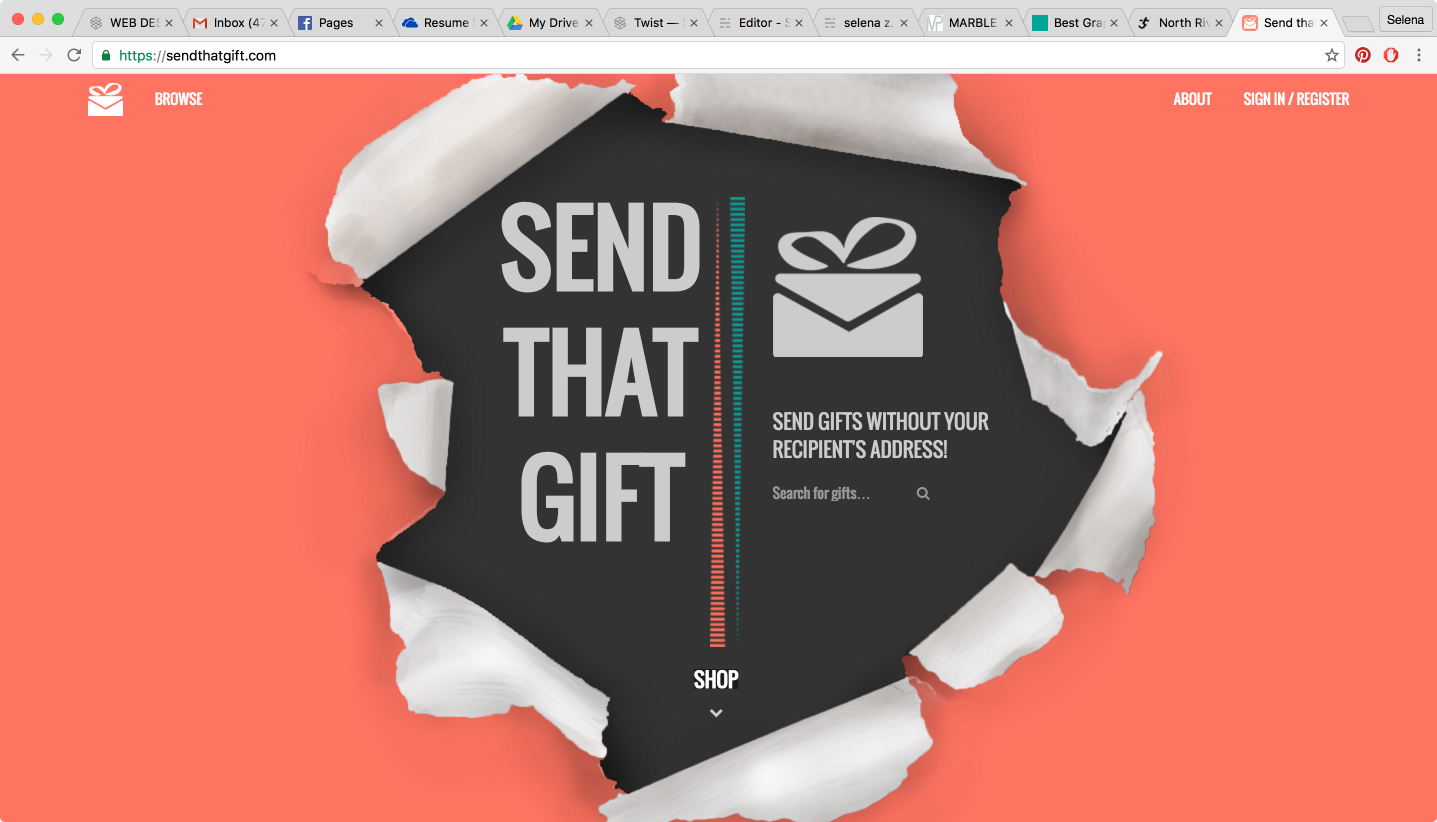 WEB DES
Inbox (47
Pages
Resume
My Drive
Twist — S
Editor - S
selena z.
MARBLE
Best Gra
North Riv
Send tha
Selena
https://sendthatgift.com
BROWSE
ABOUT
SIGN IN / REGISTER
SEND
THAT
GIFT
SEND GIFTS WITHOUT YOUR
RECIPIENT'S ADDRESS!
Search for gifts...
SHOP